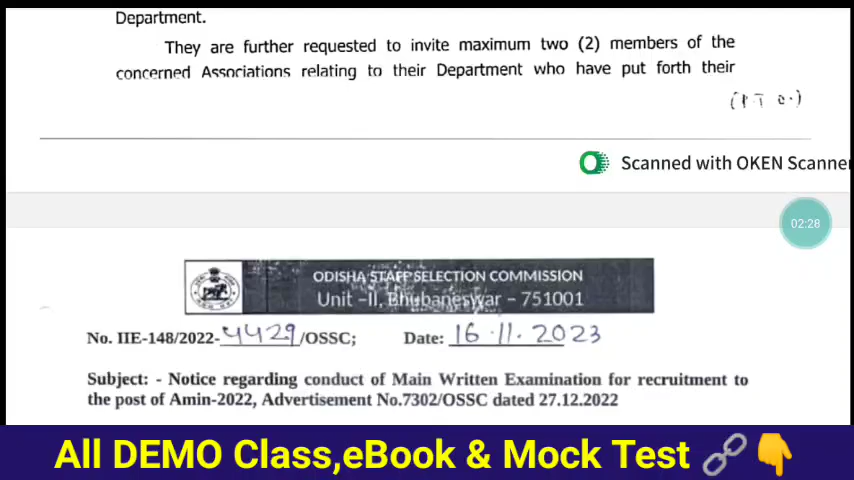 Department.
They are further requested to invite maximum two (2) members of the
concerned Associations relating to their Department who have put forth their
(P T O.)
Scanned with OKEN Scanner
02:28
ODISHA STAFF SELECTION COMMISSION
Unit –II, Bhubaneswar – 751001
No. IIE-148/2022-4429/OSSC; Date: 16.11.2023
Subject: - Notice regarding conduct of Main Written Examination for recruitment to
the post of Amin-2022, Advertisement No.7302/OSSC dated 27.12.2022
All DEMO Class,eBook & Mock Test 🔗👇